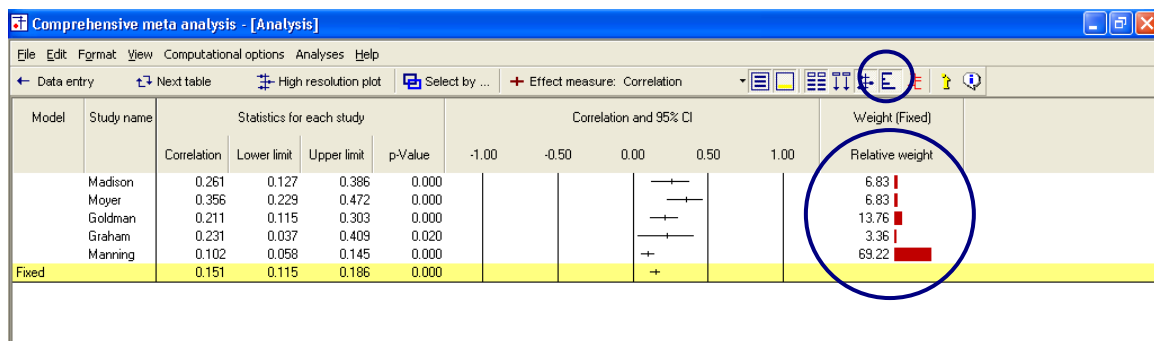 Comprehensive meta analysis - [Analysis]
File Edit Format View Computational options Analyses Help
← Data entry Next table High resolution plot Select by ... + Effect measure: Correlation
Model Study name Statistics for each study Correlation and 95% CI Weight (Fixed)
Correlation Lower limit Upper limit p-Value -1.00 -0.50 0.00 0.50 1.00 Relative weight
Madison 0.261 0.127 0.386 0.000 6.83
Moyer 0.356 0.229 0.472 0.000 6.83
Goldman 0.211 0.115 0.303 0.000 13.76
Graham 0.231 0.037 0.409 0.020 3.36
Manning 0.102 0.058 0.145 0.000 69.22
Fixed 0.151 0.115 0.186 0.000